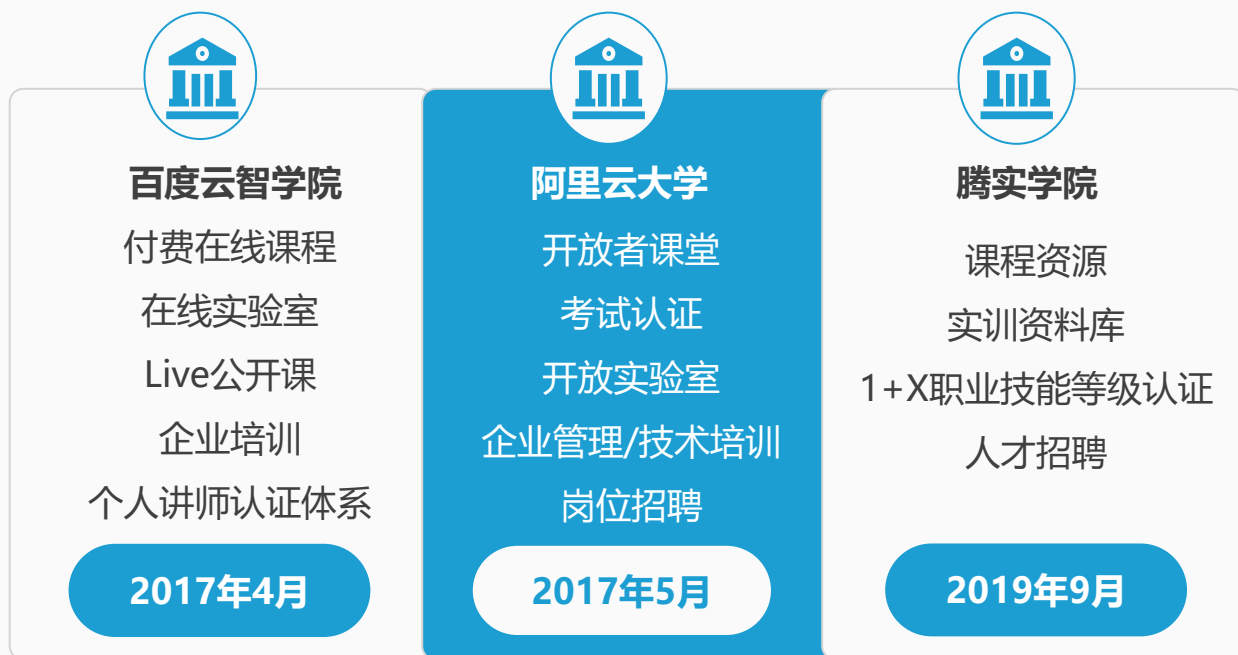 百度云智学院
付费在线课程
在线实验室
Live公开课
企业培训
个人讲师认证体系
2017年4月
阿里云大学
开放者课堂
考试认证
开放实验室
企业管理/技术培训
岗位招聘
2017年5月
腾实学院
课程资源
实训资料库
1+X职业技能等级认证
人才招聘
2019年9月